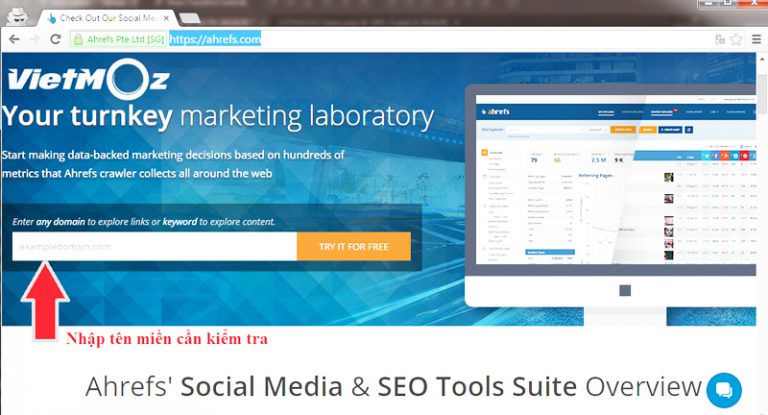 Check Out Our Social Me
Ahrefs Pte Ltd [SG]
https://ahrefs.com
VIETMOZ
Your turnkey marketing laboratory
Start making data-backed marketing decisions based on hundreds of
metrics that Ahrefs crawler collects all around the web
Enter any domain to explore links or keyword to explore content.
exampledomain.com
TRY IT FOR FREE
ahrefs
79
66
2.5 M
9 K
Referring Pages
Nhập tên miền cần kiểm tra
Ahrefs' Social Media & SEO Tools Suite Overview